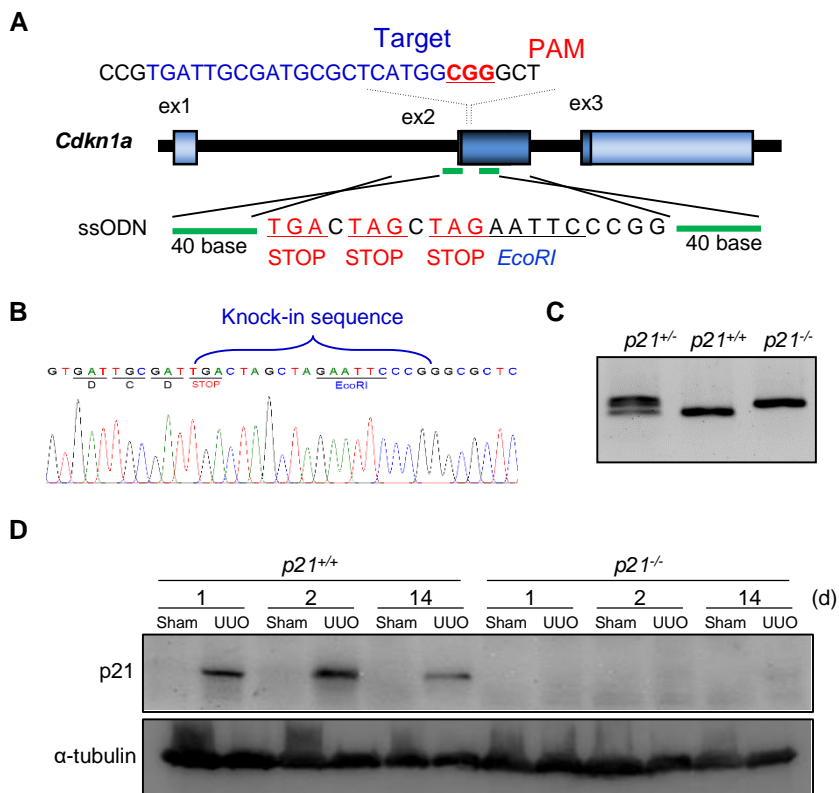 A
Target
PAM
CCGTGATTGCGATGCGCTCATGGCGGGCT
ex1
ex2
ex3
Cdkn1a
ssODN
40 base
TGACTAGCTAGAATTCCCGG
40 base
STOP STOP STOP EcoRI
B
Knock-in sequence
GTGATTGCGATTGACTAGCTAGAATTCCCGGGCGCTC
D C D STOP EcoRI
C
p21+/- p21+/+ p21-/-
D
p21+/+ p21-/-
1 2 14 1 2 14 (d)
Sham UUO Sham UUO Sham UUO Sham UUO Sham UUO Sham UUO
p21
α-tubulin